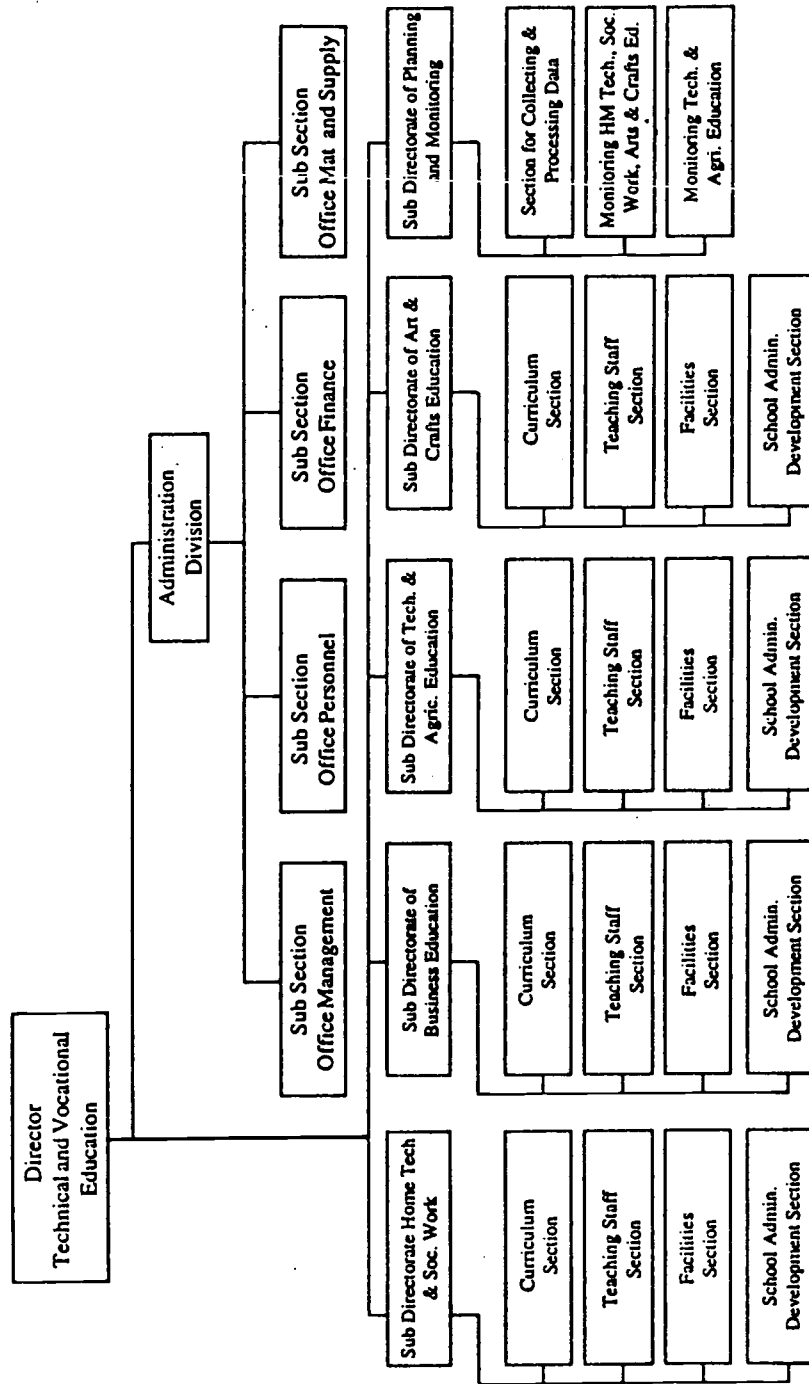 Director
Technical and Vocational
Education
Administration
Division
Sub Section
Office Management
Sub Section
Office Personnel
Sub Section
Office Finance
Sub Section
Office Mat and Supply
Sub Directorate Home Tech
& Soc. Work
Sub Directorate of
Business Education
Sub Directorate of Tech. &
Agric. Education
Sub Directorate of Art &
Crafts Education
Sub Directorate of Planning
and Monitoring
Curriculum
Section
Teaching Staff
Section
Facilities
Section
School Admin.
Development Section
Curriculum
Section
Teaching Staff
Section
Facilities
Section
School Admin.
Development Section
Curriculum
Section
Teaching Staff
Section
Facilities
Section
School Admin.
Development Section
Curriculum
Section
Teaching Staff
Section
Facilities
Section
School Admin.
Development Section
Section for Collecting &
Processing Data
Monitoring HM Tech., Soc.
Work, Arts & Crafts Ed.
Monitoring Tech. &
Agri. Education